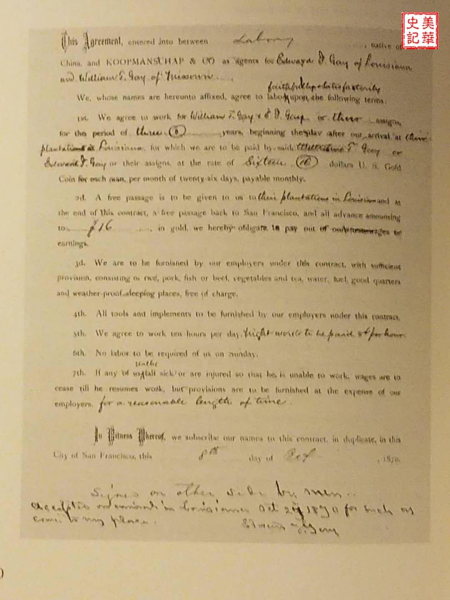 美華
史記
This Agreement, entered into between Labory native of
China, and KOOPMANSCHAP & CO as agents for Edward J. Gay of Louisiana
and William T. Gay of Missouri
faithfully & satisfactorily
We, whose names are hereunto affixed, agree to labor upon the following terms:
1st. We agree to work for William T. Gay & E. J. Gay or their assigns,
for the period of three (3) years, beginning the day after our arrival at their
plantations in Louisiana, for which we are to be paid by said William T. Gay or
Edward J. Gay or their assigns, at the rate of Sixteen (16) dollars U. S. Gold
Coin for each man, per month of twenty-six days, payable monthly.
2d. A free passage is to be given to us to their plantations in Louisiana and at
the end of this contract, a free passage back to San Francisco, and all advance amounting
to $16 in gold, we hereby obligate to pay out of our wages or
earnings.
3d. We are to be furnished by our employers under this contract, with sufficient
provision, consisting of rice, pork, fish or beef, vegetables and tea, water, fuel, good quarters
and weather-proof sleeping places, free of charge.
4th. All tools and implements to be furnished by our employers under this contract.
5th. We agree to work ten hours per day. Night work to be paid per hour
6th. No labor to be required of us on Sunday.
7th. If any of us fall sick or are injured so that he is unable to work, wages are to
cease till he resumes work, but provisions are to be furnished at the expense of our
employers. for a reasonable length of time.
In Witness Whereof, we subscribe our names to this contract, in duplicate, in this
City of San Francisco, this 8th day of Oct , 1870.
Signed on other side by men.
Accepted on arrival in Louisiana Oct 1870 for such as
come to my place. Edward J. Gay